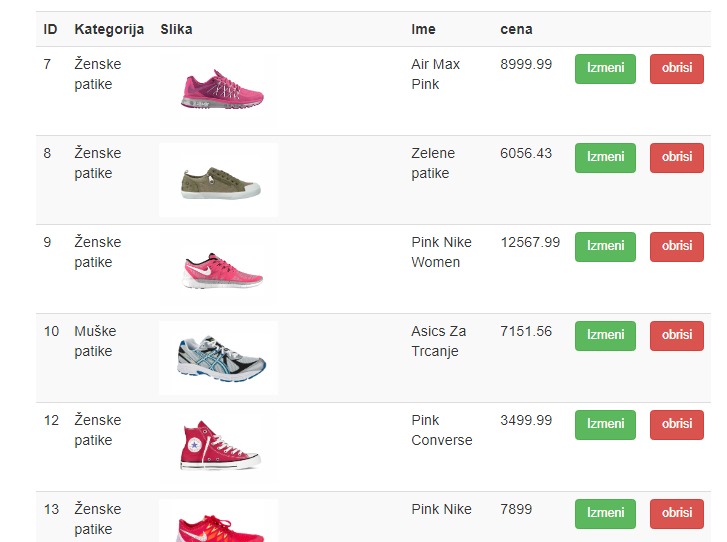 ID Kategorija Slika Ime cena
7 Ženske Air Max 8999.99 Izmeni obrisi
patike Pink
8 Ženske Zelene 6056.43 Izmeni obrisi
patike patike
9 Ženske Pink Nike 12567.99 Izmeni obrisi
patike Women
10 Muške Asics Za 7151.56 Izmeni obrisi
patike Trcanje
12 Ženske Pink 3499.99 Izmeni obrisi
patike Converse
13 Ženske Pink Nike 7899 Izmeni obrisi
patike